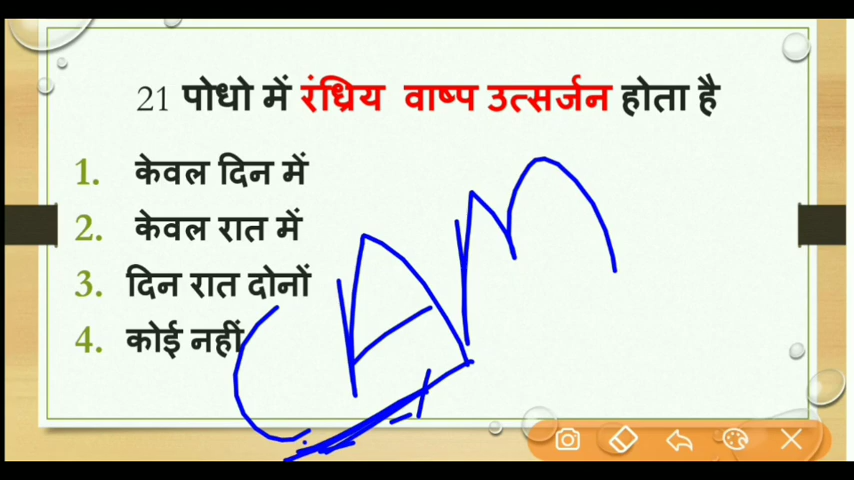 21 पोधो में रंध्रिय वाष्प उत्सर्जन होता है
1. केवल दिन में
2. केवल रात में
3. दिन रात दोनों
4. कोई नहीं
CAM